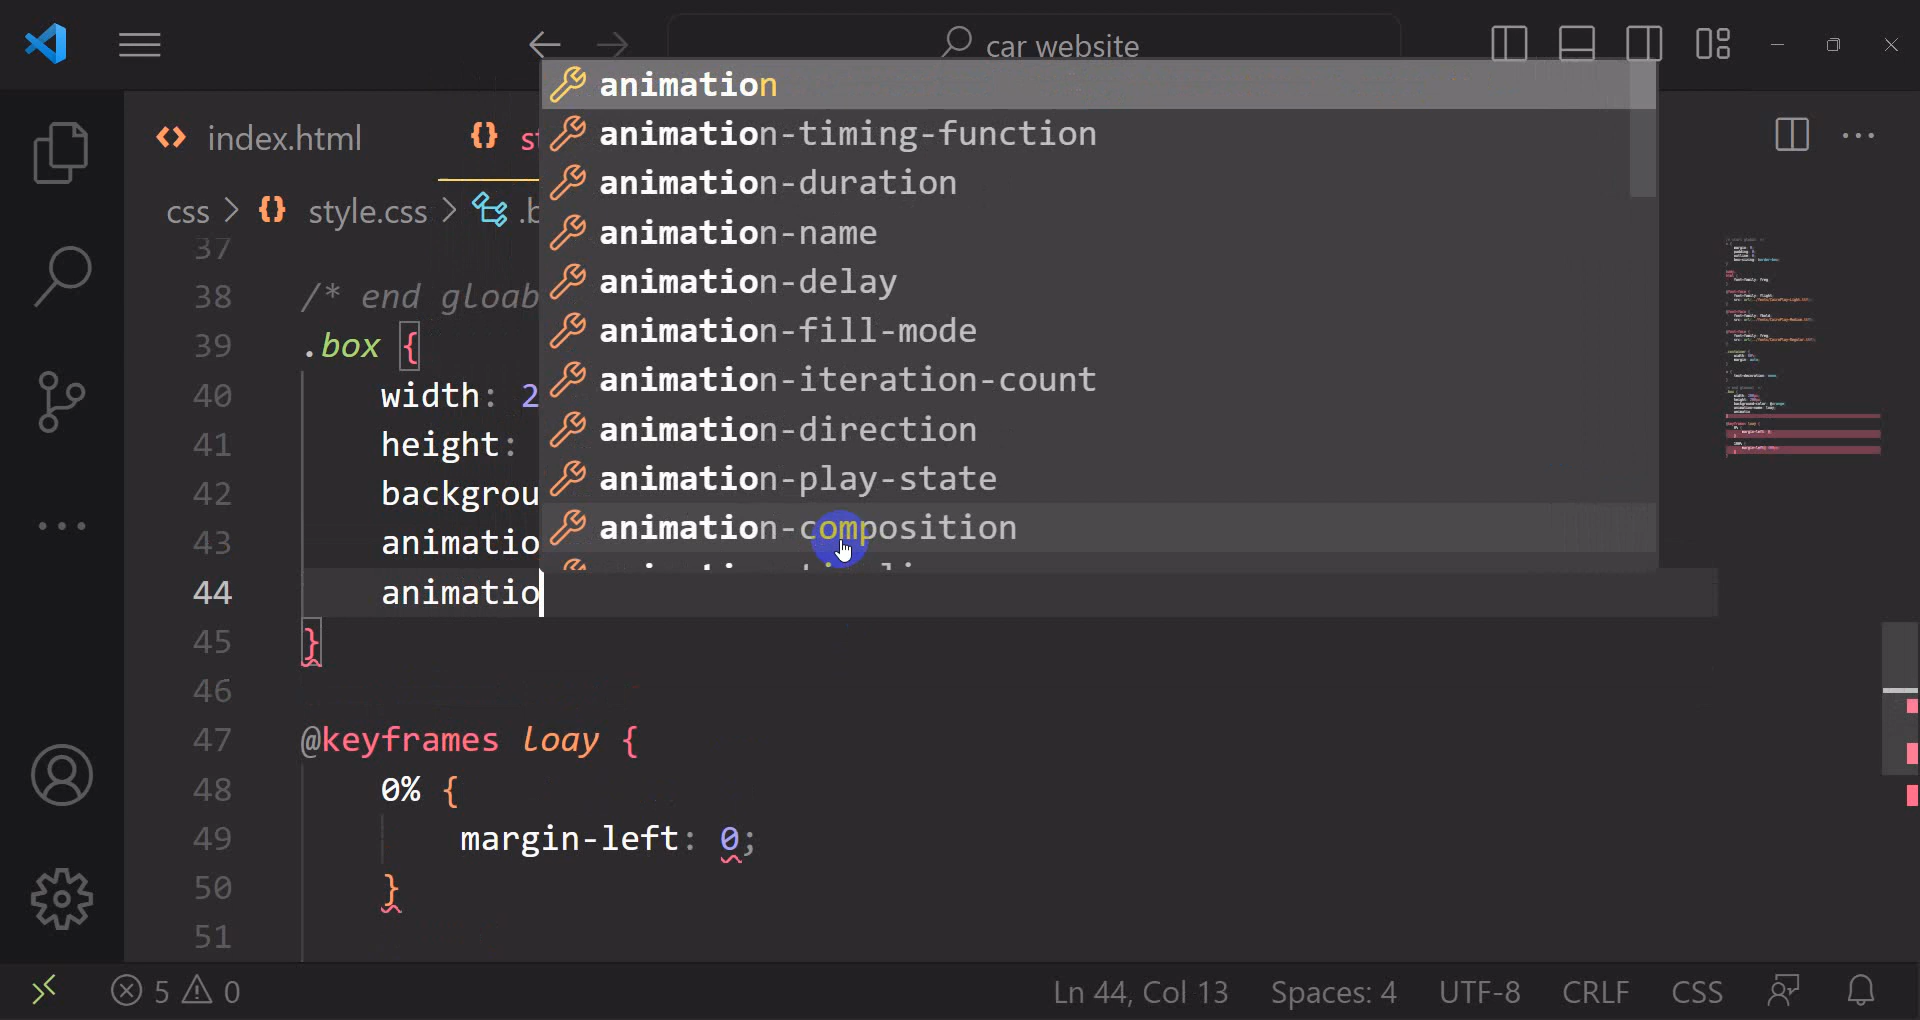 car website
index.html
{} st
css > {} style.css > .b
animation
animation-timing-function
animation-duration
animation-name
animation-delay
animation-fill-mode
animation-iteration-count
animation-direction
animation-play-state
animation-composition
37
38 /* end gloab
39 .box {
40 width: 2
41 height:
42 backgrou
43 animatio
44 animatio
45 }
46
47 @keyframes loay {
48 0% {
49 margin-left: 0;
50 }
51
5 0
Ln 44, Col 13
Spaces: 4
UTF-8
CRLF
CSS